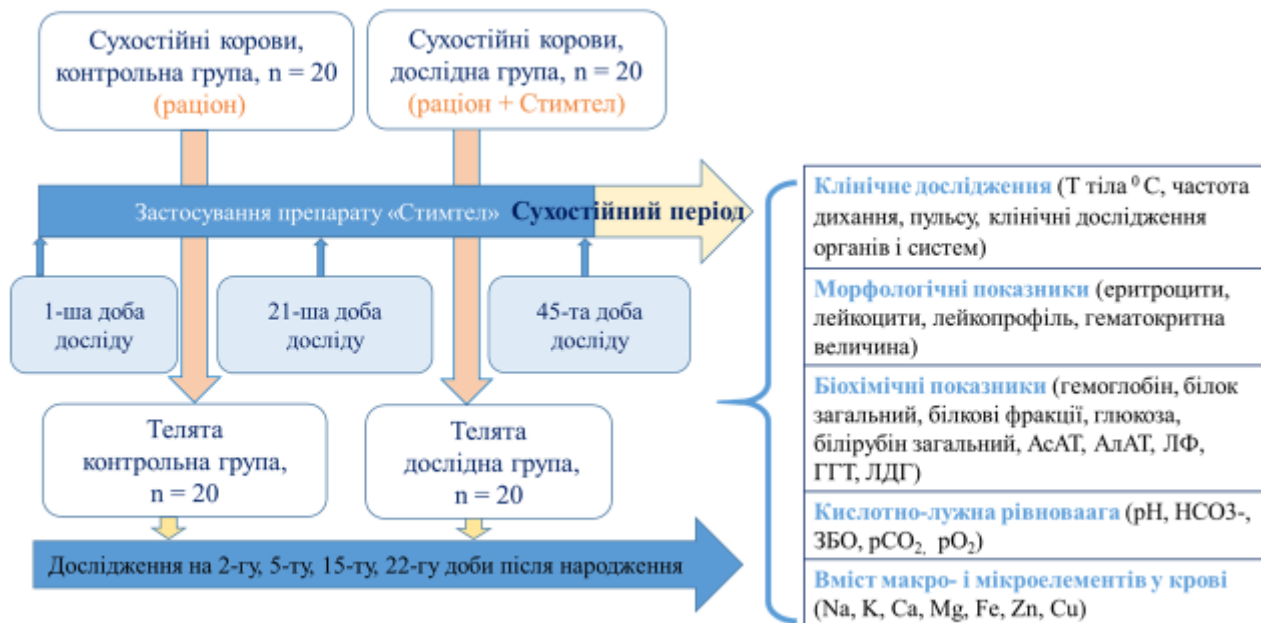 Сухостійні корови,
контрольна група, n = 20
(раціон)
Сухостійні корови,
дослідна група, n = 20
(раціон + Стимтел)
Застосування препарату «Стимтел»
Сухостійний період
1-ша доба
досліду
21-ша доба
досліду
45-та доба
досліду
Телята
контрольна група,
n = 20
Телята
дослідна група,
n = 20
Дослідження на 2-гу, 5-ту, 15-ту, 22-гу доби після народження
Клінічне дослідження (Т тіла ⁰ С, частота
дихання, пульсу, клінічні дослідження
органів і систем)
Морфологічні показники (еритроцити,
лейкоцити, лейкопрофіль, гематокритна
величина)
Біохімічні показники (гемоглобін, білок
загальний, білкові фракції, глюкоза,
білірубін загальний, АсАТ, АлАТ, ЛФ,
ГГТ, ЛДГ)
Кислотно-лужна рівноваага (pH, HCO3-,
ЗБО, pCO₂, pO₂)
Вміст макро- і мікроелементів у крові
(Na, K, Ca, Mg, Fe, Zn, Cu)